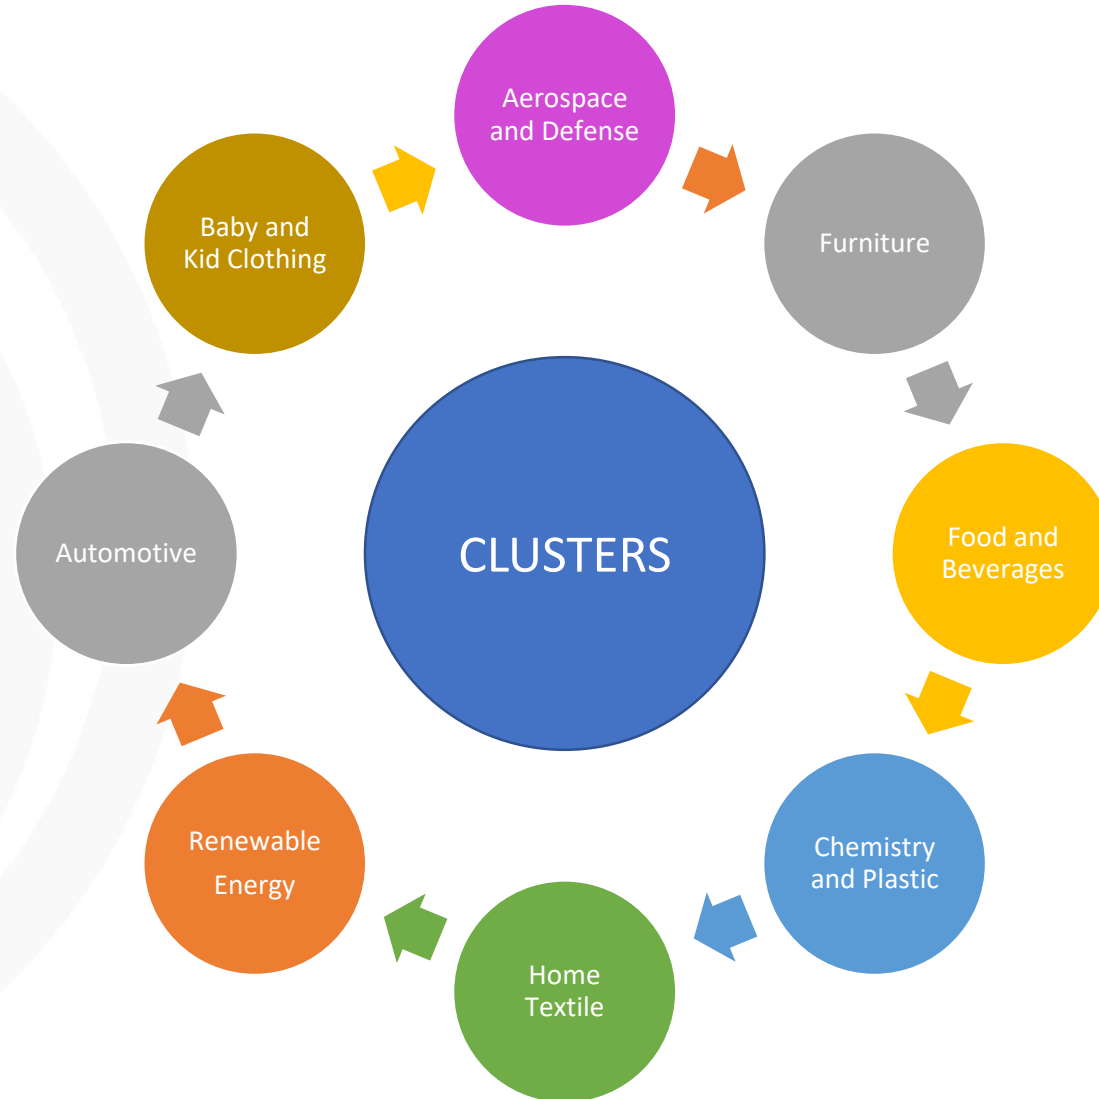 Aerospace
and Defense
Furniture
Food and
Beverages
Chemistry
and Plastic
Home
Textile
Renewable
Energy
Automotive
Baby and
Kid Clothing
CLUSTERS